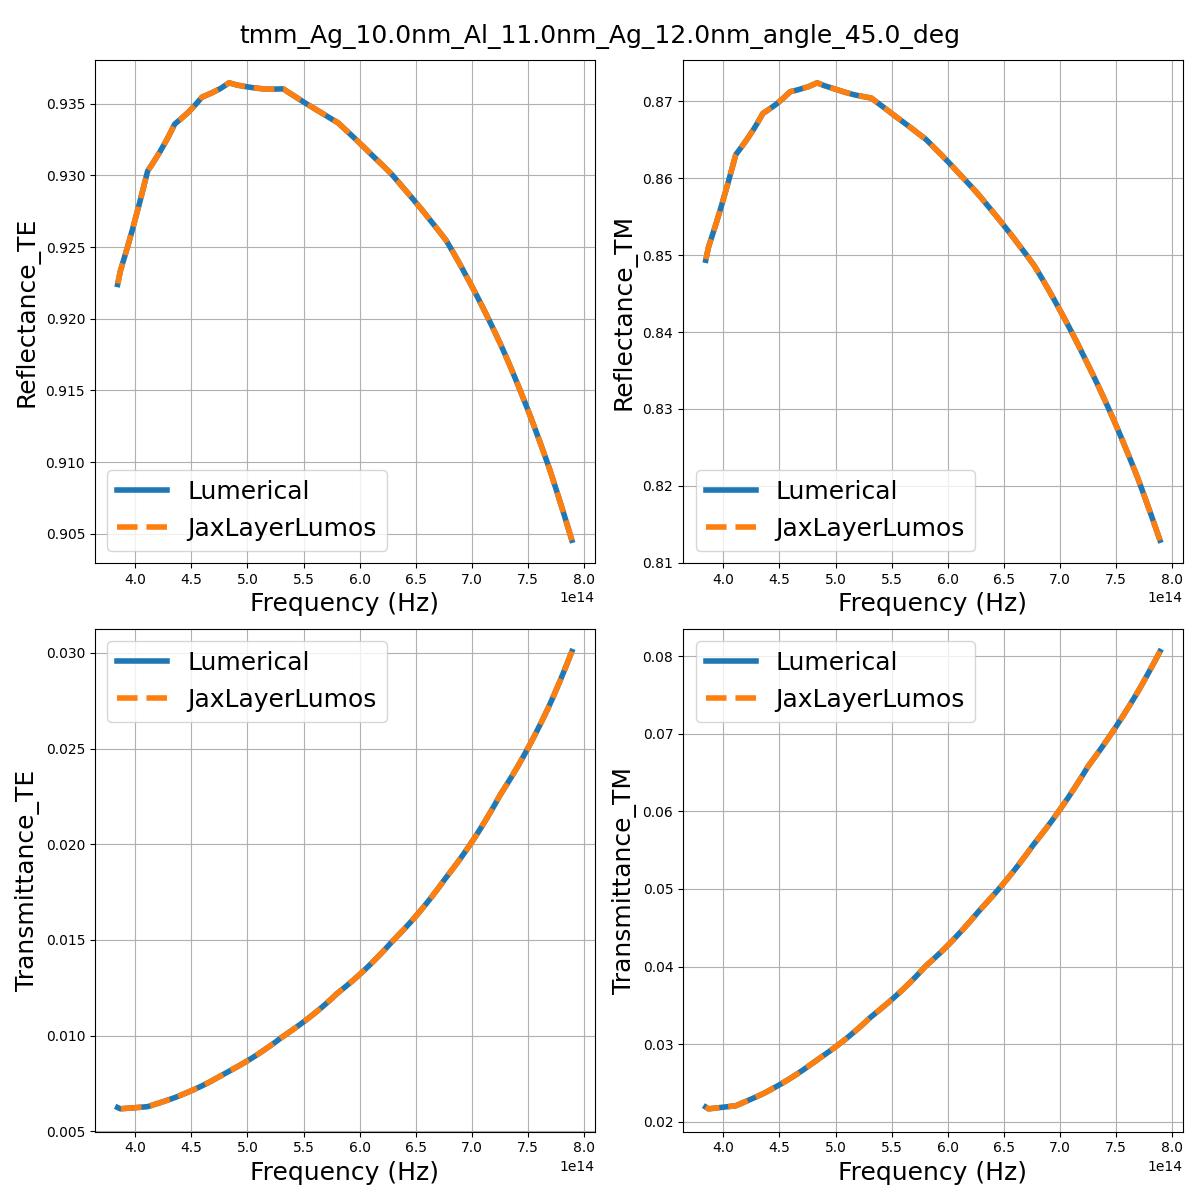 tmm_Ag_10.0nm_Al_11.0nm_Ag_12.0nm_angle_45.0_deg
Reflectance_TE
0.935
0.930
0.925
0.920
0.915
0.910
0.905
Lumerical
JaxLayerLumos
4.0 4.5 5.0 5.5 6.0 6.5 7.0 7.5 8.0
1e14
Frequency (Hz)
Reflectance_TM
0.87
0.86
0.85
0.84
0.83
0.82
0.81
Lumerical
JaxLayerLumos
4.0 4.5 5.0 5.5 6.0 6.5 7.0 7.5 8.0
1e14
Frequency (Hz)
Transmittance_TE
0.030
0.025
0.020
0.015
0.010
0.005
Lumerical
JaxLayerLumos
4.0 4.5 5.0 5.5 6.0 6.5 7.0 7.5 8.0
1e14
Frequency (Hz)
Transmittance_TM
0.08
0.07
0.06
0.05
0.04
0.03
0.02
Lumerical
JaxLayerLumos
4.0 4.5 5.0 5.5 6.0 6.5 7.0 7.5 8.0
1e14
Frequency (Hz)